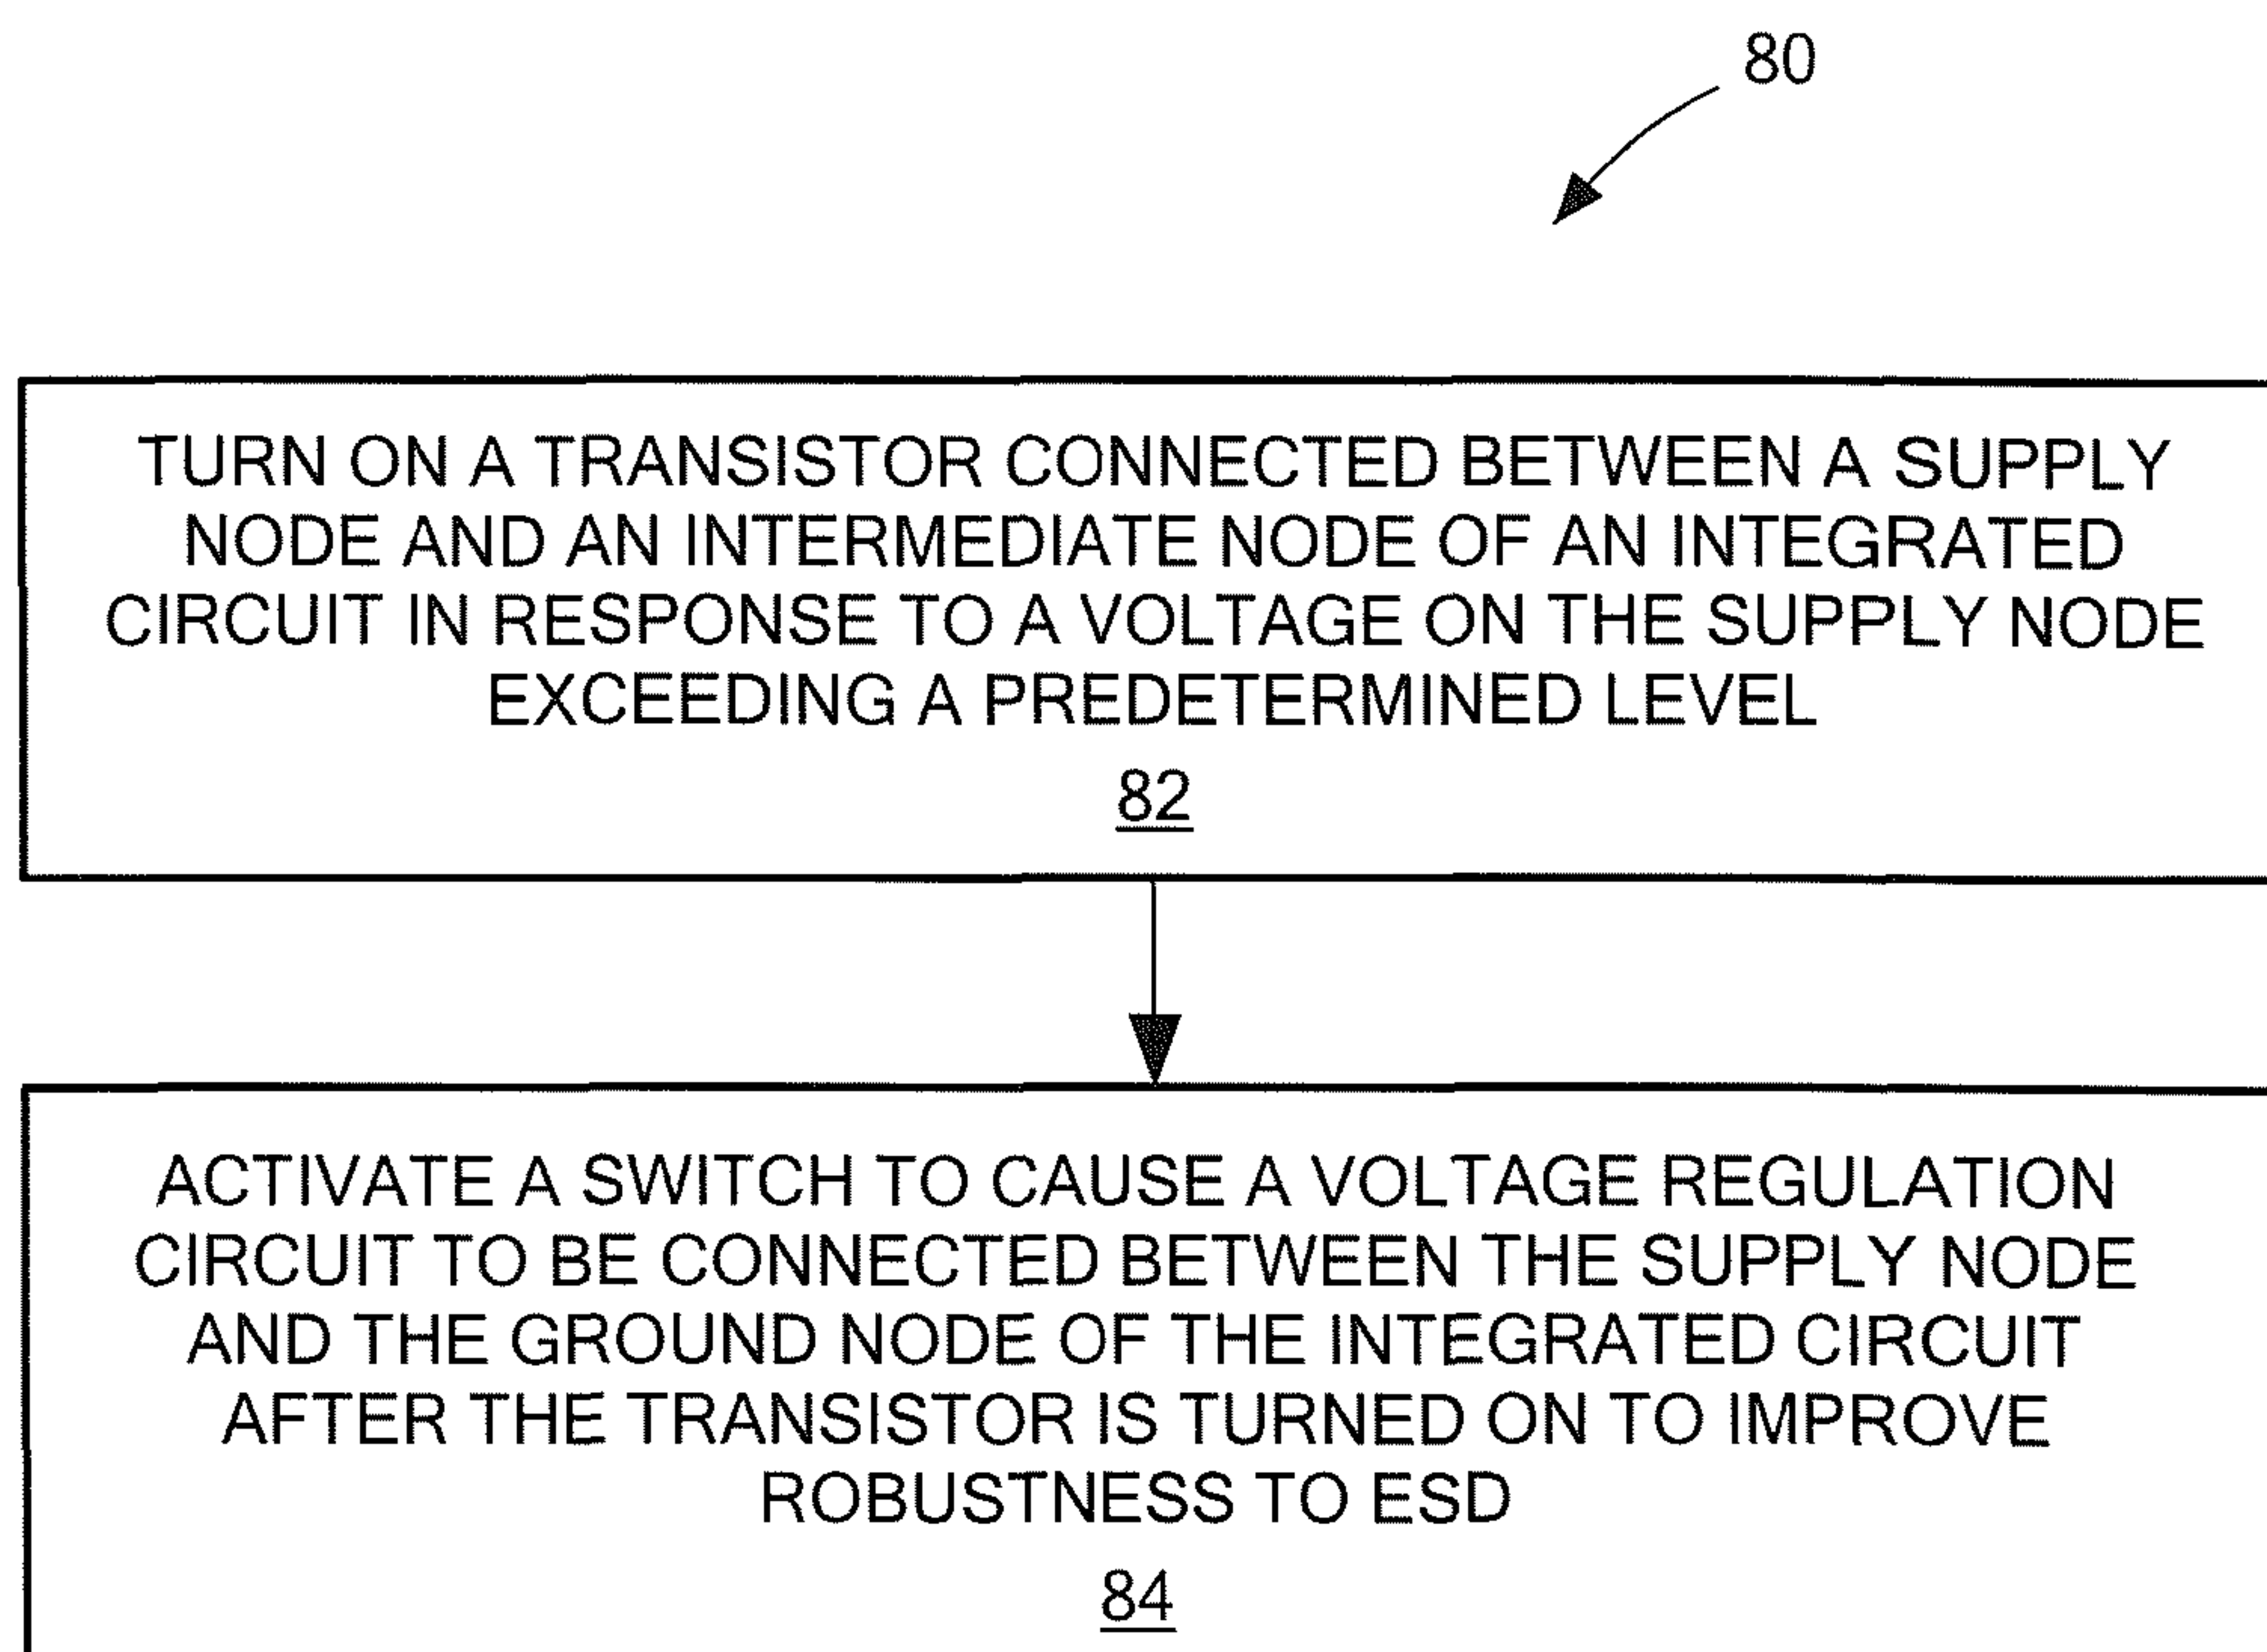 80
TURN ON A TRANSISTOR CONNECTED BETWEEN A SUPPLY
NODE AND AN INTERMEDIATE NODE OF AN INTEGRATED
CIRCUIT IN RESPONSE TO A VOLTAGE ON THE SUPPLY NODE
EXCEEDING A PREDETERMINED LEVEL
82
ACTIVATE A SWITCH TO CAUSE A VOLTAGE REGULATION
CIRCUIT TO BE CONNECTED BETWEEN THE SUPPLY NODE
AND THE GROUND NODE OF THE INTEGRATED CIRCUIT
AFTER THE TRANSISTOR IS TURNED ON TO IMPROVE
ROBUSTNESS TO ESD
84